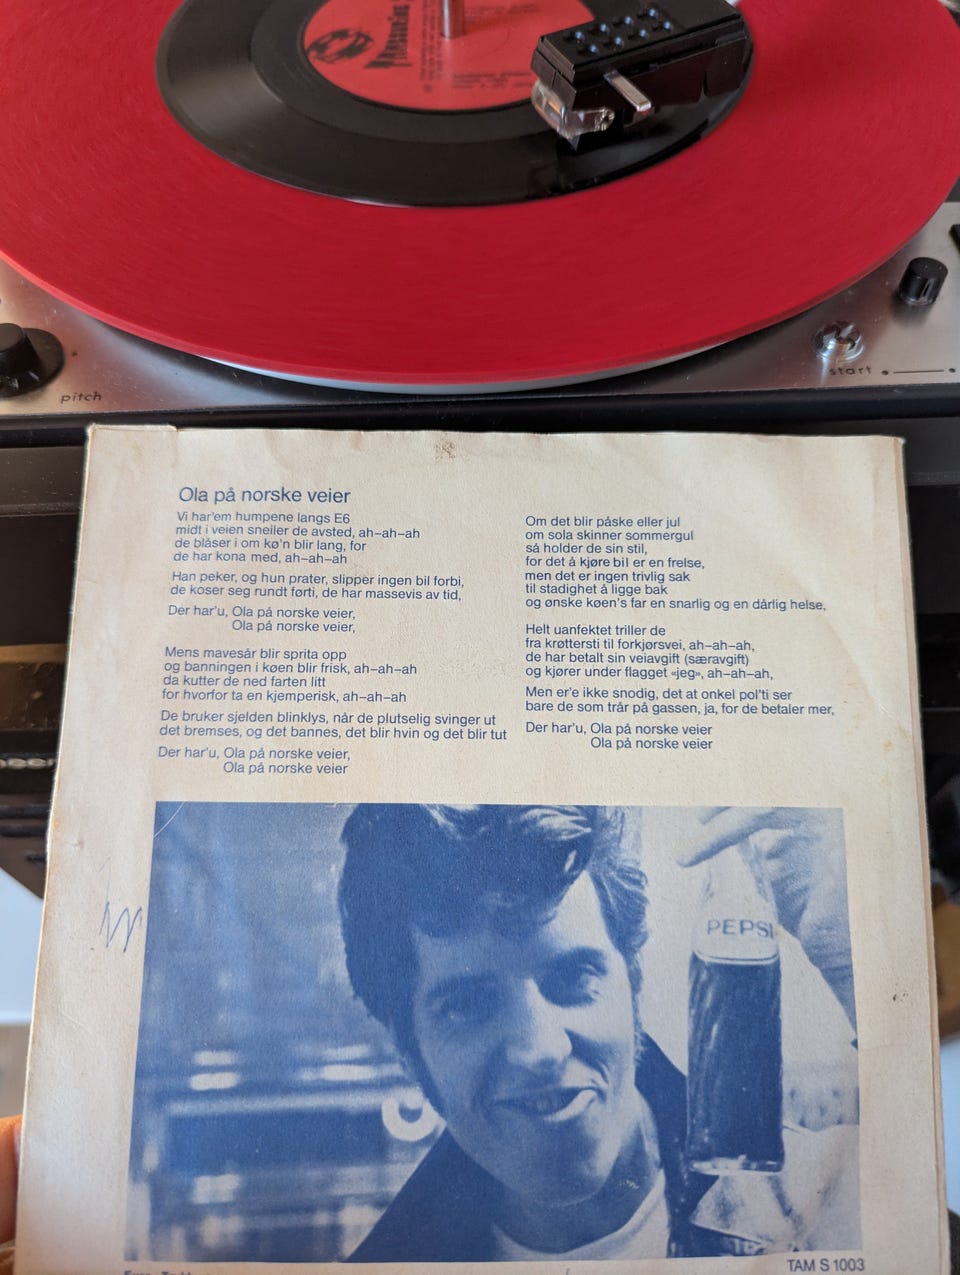 pitch
start
Ola på norske veier
Vi har'em humpene langs E6
midt i veien sneiler de avsted, ah–ah–ah
de blåser i om kø'n blir lang, for
de har kona med, ah–ah–ah
Han peker, og hun prater, slipper ingen bil forbi,
de koser seg rundt førti, de har massevis av tid,
Der har'u, Ola på norske veier,
Ola på norske veier,
Mens mavesår blir sprita opp
og banningen i køen blir frisk, ah–ah–ah
da kutter de ned farten litt
for hvorfor ta en kjemperisk, ah–ah–ah
De bruker sjelden blinklys, når de plutselig svinger ut
det bremses, og det bannes, det blir hvin og det blir tut
Der har'u, Ola på norske veier,
Ola på norske veier
Om det blir påske eller jul
om sola skinner sommergul
så holder de sin stil,
for det å kjøre bil er en frelse,
men det er ingen trivlig sak
til stadighet å ligge bak
og ønske køen's far en snarlig og en dårlig helse,
Helt uanfektet triller de
fra krøttersti til forkjørsvei, ah–ah–ah,
de har betalt sin veiavgift (særavgift)
og kjører under flagget «jeg», ah–ah–ah,
Men er'e ikke snodig, det at onkel pol'ti ser
bare de som trår på gassen, ja, for de betaler mer,
Der har'u, Ola på norske veier
Ola på norske veier
PEPSI
TAM S 1003